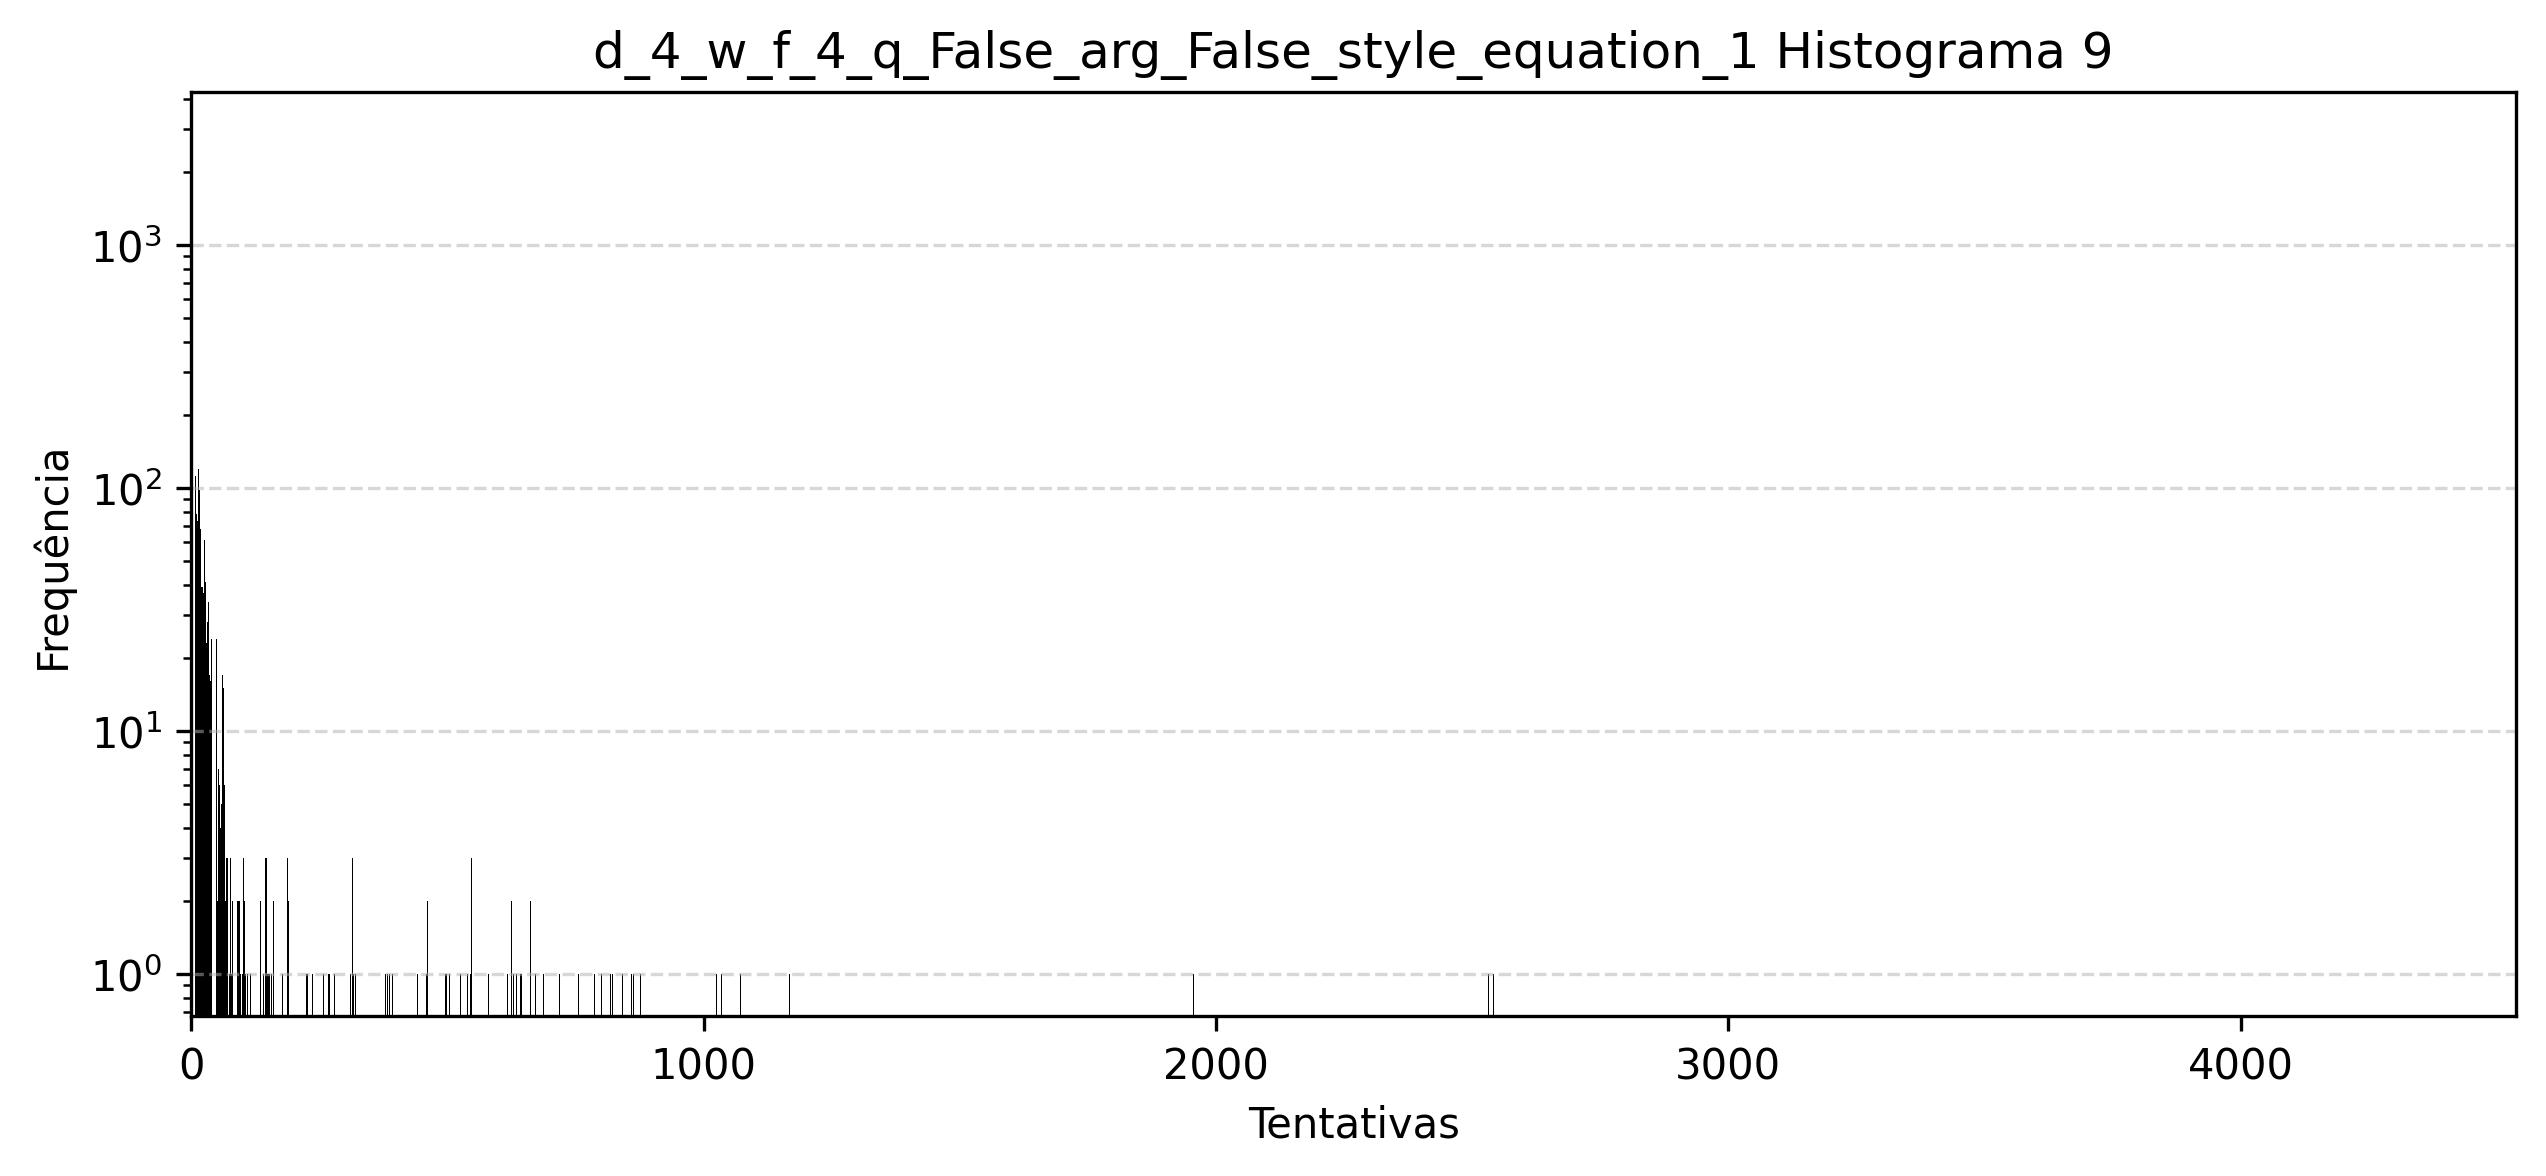 d_4_w_f_4_q_False_arg_False_style_equation_1 Histograma 9
Frequência
10³
10²
10¹
10⁰
0 1000 2000 3000 4000
Tentativas